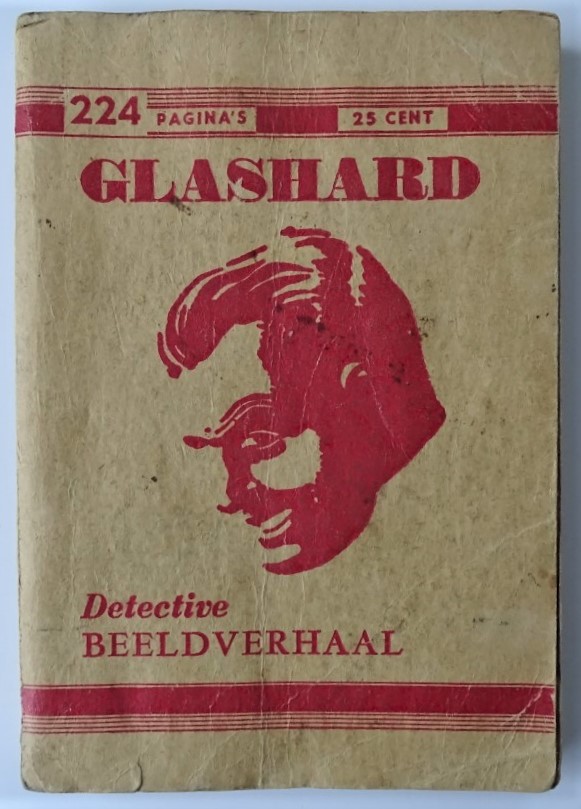 224 PAGINA'S 25 CENT
GLASHARD
Detective
BEELDVERHAAL